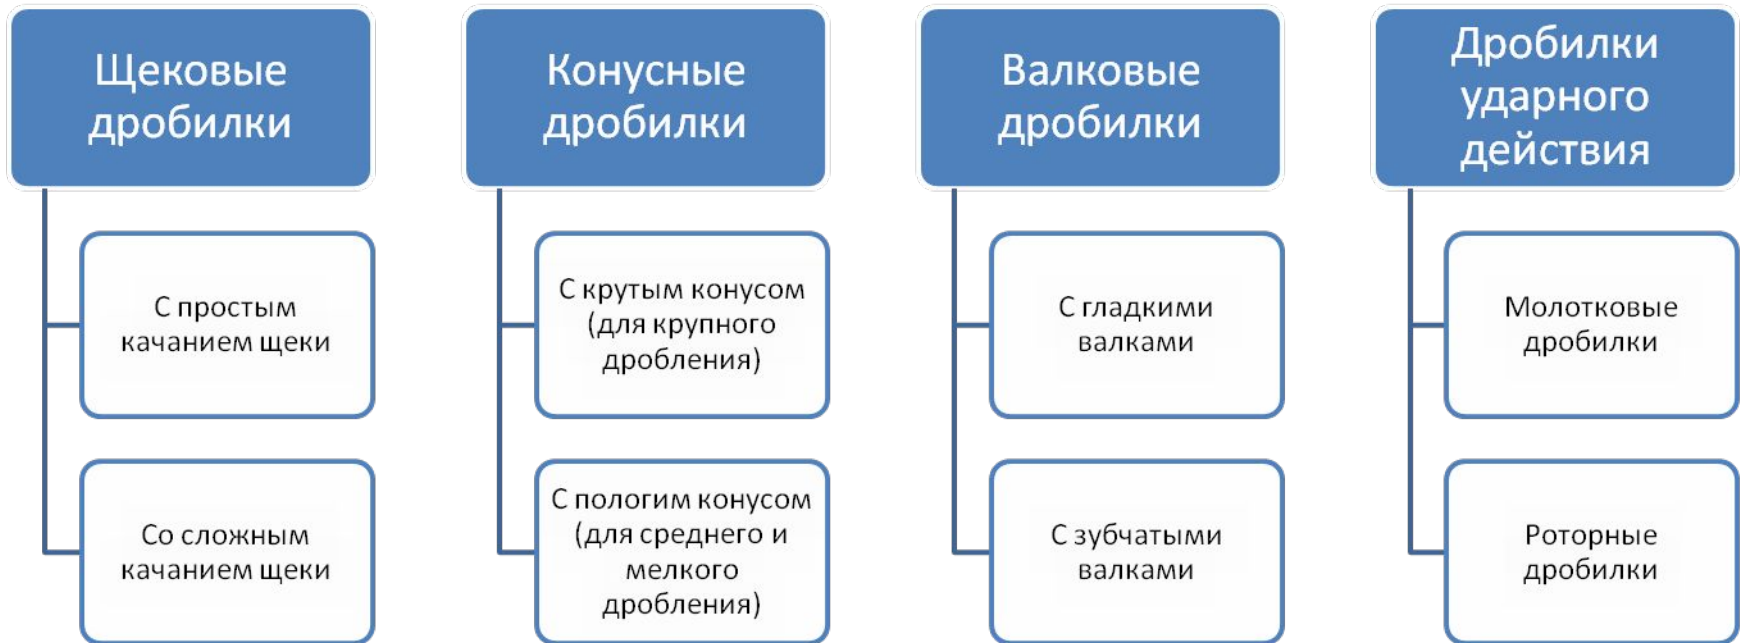 Щековые
дробилки
С простым
качанием щеки
Со сложным
качанием щеки
Конусные
дробилки
С крутым конусом
(для крупного
дробления)
С пологим конусом
(для среднего и
мелкого
дробления)
Валковые
дробилки
С гладкими
валками
С зубчатыми
валками
Дробилки
ударного
действия
Молотковые
дробилки
Роторные
дробилки